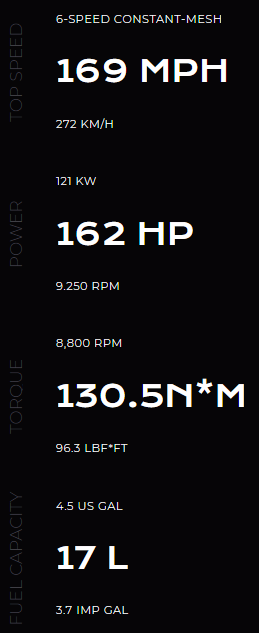 TOP SPEED
6-SPEED CONSTANT-MESH
169 MPH
272 KM/H
POWER
121 KW
162 HP
9.250 RPM
TORQUE
8,800 RPM
130.5N*M
96.3 LBF*FT
FUEL CAPACITY
4.5 US GAL
17 L
3.7 IMP GAL